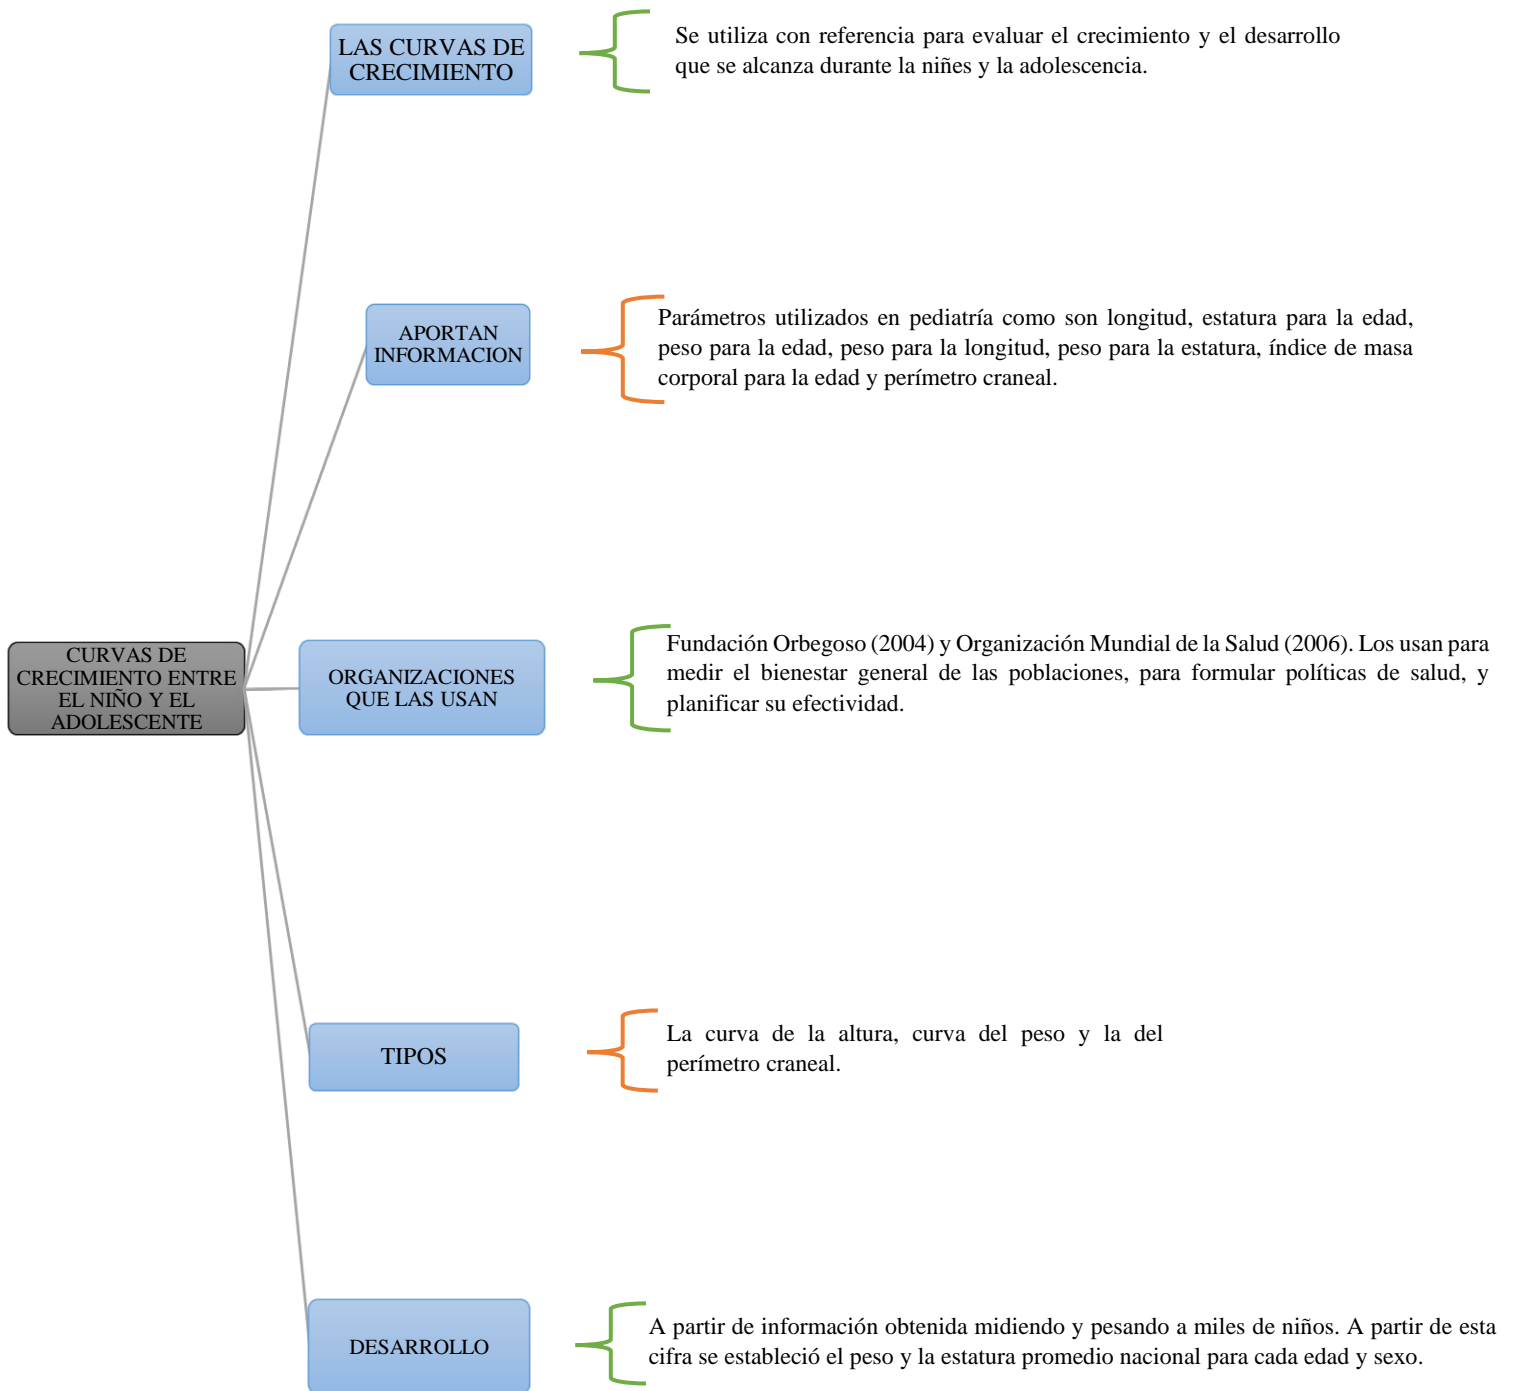 LAS CURVAS DE
CRECIMIENTO
Se utiliza con referencia para evaluar el crecimiento y el desarrollo
que se alcanza durante la niñes y la adolescencia.
APORTAN
INFORMACION
Parámetros utilizados en pediatría como son longitud, estatura para la edad,
peso para la edad, peso para la longitud, peso para la estatura, índice de masa
corporal para la edad y perímetro craneal.
CURVAS DE
CRECIMIENTO ENTRE
EL NIÑO Y EL
ADOLESCENTE
ORGANIZACIONES
QUE LAS USAN
Fundación Orbegoso (2004) y Organización Mundial de la Salud (2006). Los usan para
medir el bienestar general de las poblaciones, para formular políticas de salud, y
planificar su efectividad.
TIPOS
La curva de la altura, curva del peso y la del
perímetro craneal.
DESARROLLO
A partir de información obtenida midiendo y pesando a miles de niños. A partir de esta
cifra se estableció el peso y la estatura promedio nacional para cada edad y sexo.